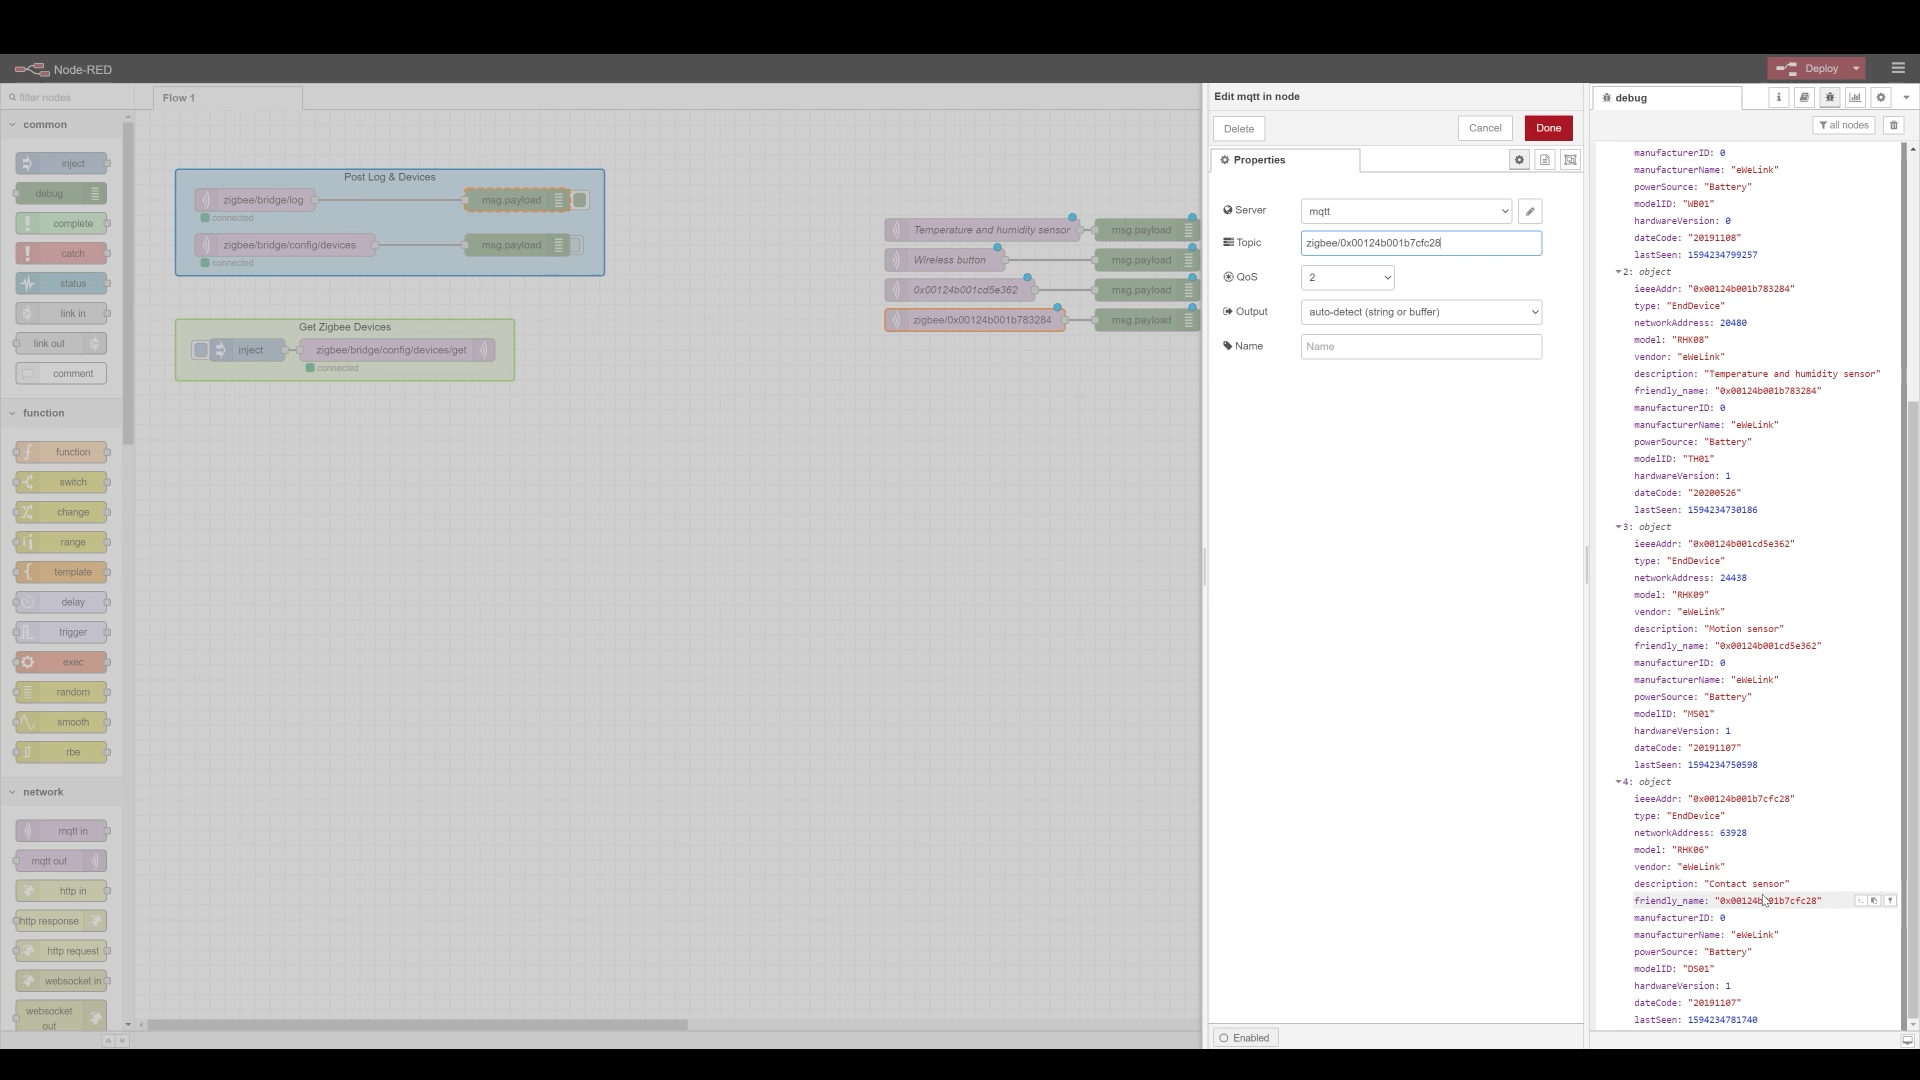 Node-RED
Deploy
filter nodes
Flow 1
common
inject
debug
complete
catch
status
link in
link out
comment
function
function
switch
change
range
template
delay
trigger
exec
random
smooth
rbe
network
mqtt in
mqtt out
http in
http response
http request
websocket in
websocket
out
Post Log & Devices
zigbee/bridge/log
msg.payload
connected
zigbee/bridge/config/devices
msg.payload
connected
Get Zigbee Devices
inject
zigbee/bridge/config/devices/get
connected
Temperature and humidity sensor
msg.payload
Wireless button
msg.payload
0x00124b001cd5e362
msg.payload
zigbee/0x00124b001b783284
msg.payload
Edit mqtt in node
Delete
Cancel
Done
Properties
Server
mqtt
Topic
zigbee/0x00124b001b7cfc28
QoS
2
Output
auto-detect (string or buffer)
Name
Name
Enabled
debug
all nodes
manufacturerID: 0
manufacturerName: "eWeLink"
powerSource: "Battery"
modelID: "WB01"
hardwareVersion: 0
dateCode: "20191108"
lastSeen: 1594234799257
2: object
ieeeAddr: "0x00124b001b783284"
type: "EndDevice"
networkAddress: 20480
model: "RHK08"
vendor: "eWeLink"
description: "Temperature and humidity sensor"
friendly_name: "0x00124b001b783284"
manufacturerID: 0
manufacturerName: "eWeLink"
powerSource: "Battery"
modelID: "TH01"
hardwareVersion: 1
dateCode: "20200526"
lastSeen: 1594234730186
3: object
ieeeAddr: "0x00124b001cd5e362"
type: "EndDevice"
networkAddress: 24438
model: "RHK09"
vendor: "eWeLink"
description: "Motion sensor"
friendly_name: "0x00124b001cd5e362"
manufacturerID: 0
manufacturerName: "eWeLink"
powerSource: "Battery"
modelID: "MS01"
hardwareVersion: 1
dateCode: "20191107"
lastSeen: 1594234750598
4: object
ieeeAddr: "0x00124b001b7cfc28"
type: "EndDevice"
networkAddress: 63928
model: "RHK06"
vendor: "eWeLink"
description: "Contact sensor"
friendly_name: "0x00124b001b7cfc28"
manufacturerID: 0
manufacturerName: "eWeLink"
powerSource: "Battery"
modelID: "DS01"
hardwareVersion: 1
dateCode: "20191107"
lastSeen: 1594234781740